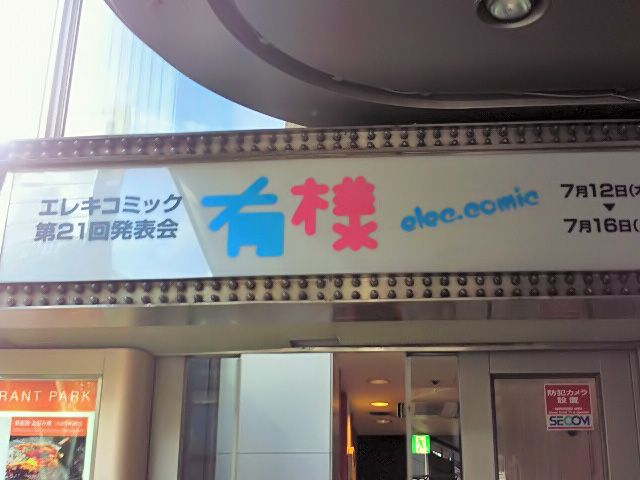 エレキコミック
第21回発表会
有様
elec.comic
7月12日(木
▼
7月16日(
RANT PARK
防犯カメラ
設置
SECOM